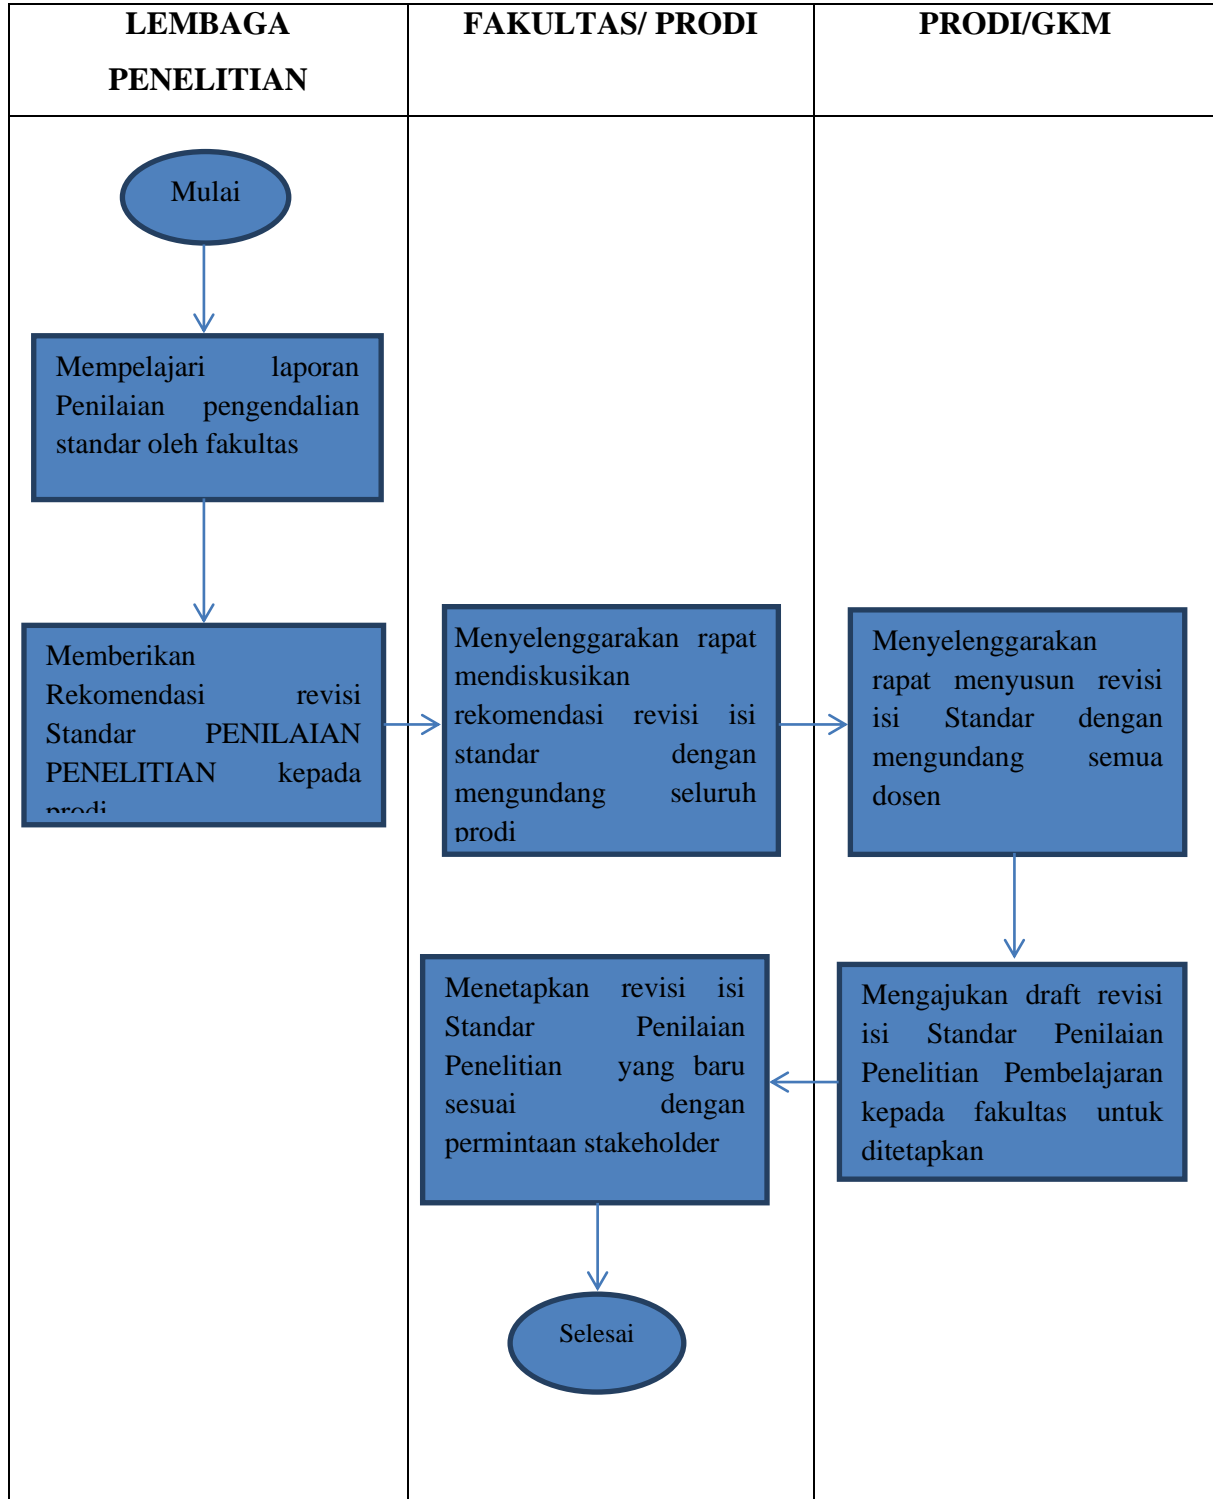 LEMBAGA
PENELITIAN
FAKULTAS/ PRODI
PRODI/GKM
Mulai
Mempelajari laporan
Penilaian pengendalian
standar oleh fakultas
Memberikan
Rekomendasi revisi
Standar PENILAIAN
PENELITIAN kepada
prodi
Menyelenggarakan rapat
mendiskusikan
rekomendasi revisi isi
standar dengan
mengundang seluruh
prodi
Menyelenggarakan
rapat menyusun revisi
isi Standar dengan
mengundang semua
dosen
Mengajukan draft revisi
isi Standar Penilaian
Penelitian Pembelajaran
kepada fakultas untuk
ditetapkan
Menetapkan revisi isi
Standar Penilaian
Penelitian yang baru
sesuai dengan
permintaan stakeholder
Selesai